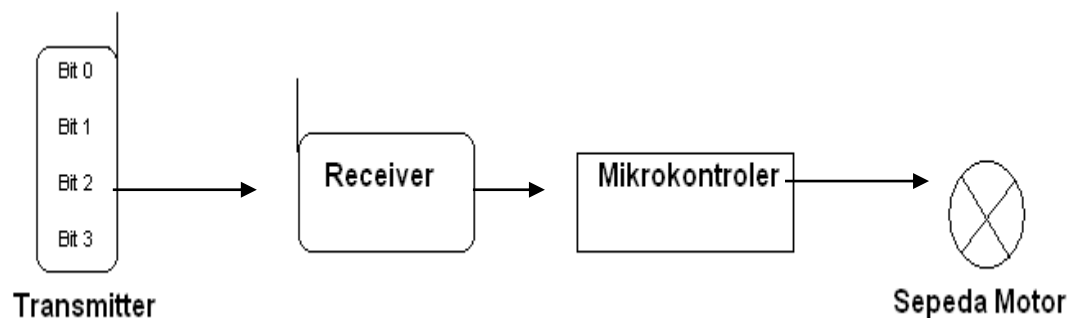 Bit 0
Bit 1
Bit 2
Bit 3
Transmitter
Receiver
Mikrokontroler
Sepeda Motor